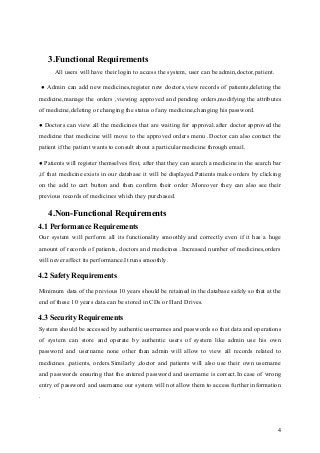 3.Functional Requirements
All users will have their login to access the system, user can be admin,doctor,patient.
● Admin can add new medicines,register new doctors,view records of patients,deleting the
medicine,manage the orders ,viewing approved and pending orders,modifying the attributes
of medicine,deleting or changing the status of any medicine,changing his password.
● Doctors can view all the medicines that are waiting for approval.after doctor approved the
medicine that medicine will move to the approved orders menu .Doctor can also contact the
patient if the patient wants to consult about a particular medicine through email.
● Patients will register themselves first, after that they can search a medicine in the search bar
,if that medicine exists in our database it will be displayed.Patients make orders by clicking
on the add to cart button and then confirm their order .Moreover they can also see their
previous records of medicines which they purchased.
4.Non-Functional Requirements
4.1 Performance Requirements
Our system will perform all its functionality smoothly and correctly even if it has a huge
amount of records of patients, doctors and medicines .Increased number of medicines,orders
will never effect its performance.It runs smoothly.
4.2 Safety Requirements
Minimum data of the previous 10 years should be retained in the database safely so that at the
end of those 10 years data can be stored in CDs or Hard Drives.
4.3 Security Requirements
System should be accessed by authentic usernames and passwords so that data and operations
of system can store and operate by authentic users of system like admin use his own
password and username none other than admin will allow to view all records related to
medicines ,patients, orders.Similarly ,doctor and patients will also use their own username
and passwords ensuring that the entered password and username is correct.In case of wrong
entry of password and username our system will not allow them to access further information
.
4